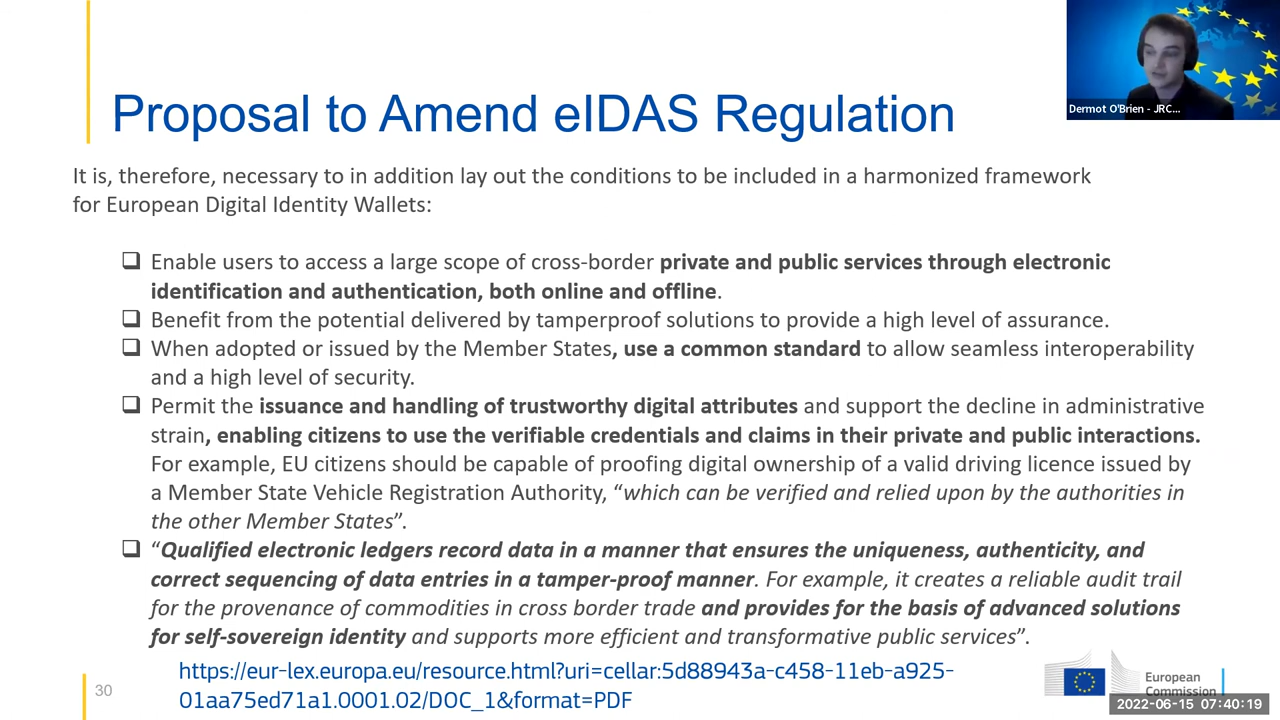 Dermot O'Brien - JRC...
Proposal to Amend eIDAS Regulation
It is, therefore, necessary to in addition lay out the conditions to be included in a harmonized framework
for European Digital Identity Wallets:
Enable users to access a large scope of cross-border private and public services through electronic
identification and authentication, both online and offline.
Benefit from the potential delivered by tamperproof solutions to provide a high level of assurance.
When adopted or issued by the Member States, use a common standard to allow seamless interoperability
and a high level of security.
Permit the issuance and handling of trustworthy digital attributes and support the decline in administrative
strain, enabling citizens to use the verifiable credentials and claims in their private and public interactions.
For example, EU citizens should be capable of proofing digital ownership of a valid driving licence issued by
a Member State Vehicle Registration Authority, “which can be verified and relied upon by the authorities in
the other Member States”.
“Qualified electronic ledgers record data in a manner that ensures the uniqueness, authenticity, and
correct sequencing of data entries in a tamper-proof manner. For example, it creates a reliable audit trail
for the provenance of commodities in cross border trade and provides for the basis of advanced solutions
for self-sovereign identity and supports more efficient and transformative public services”.
https://eur-lex.europa.eu/resource.html?uri=cellar:5d88943a-c458-11eb-a925-
01aa75ed71a1.0001.02/DOC_1&format=PDF
30
European
Commission
2022-06-15 07:40:19